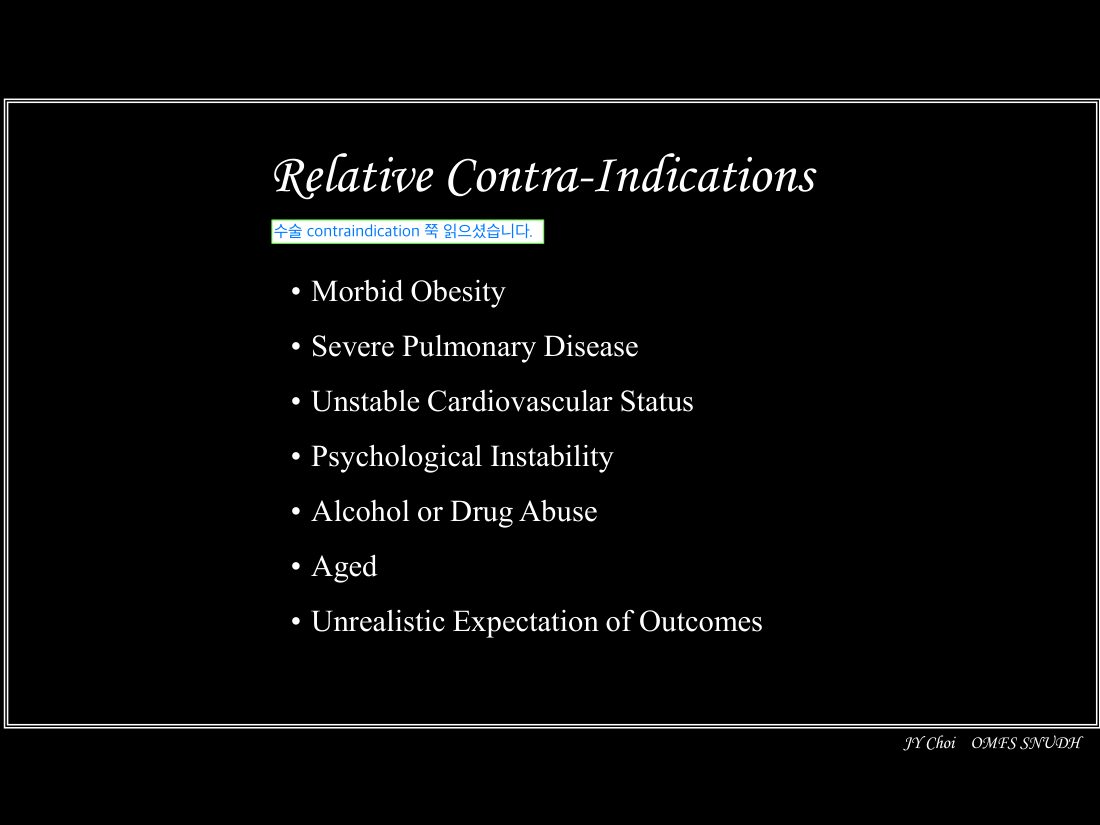 Relative Contra-Indications
수술 contraindication 쭉 읽으셨습니다.
• Morbid Obesity
• Severe Pulmonary Disease
• Unstable Cardiovascular Status
• Psychological Instability
• Alcohol or Drug Abuse
• Aged
• Unrealistic Expectation of Outcomes
JY Choi OMFS SNUDH